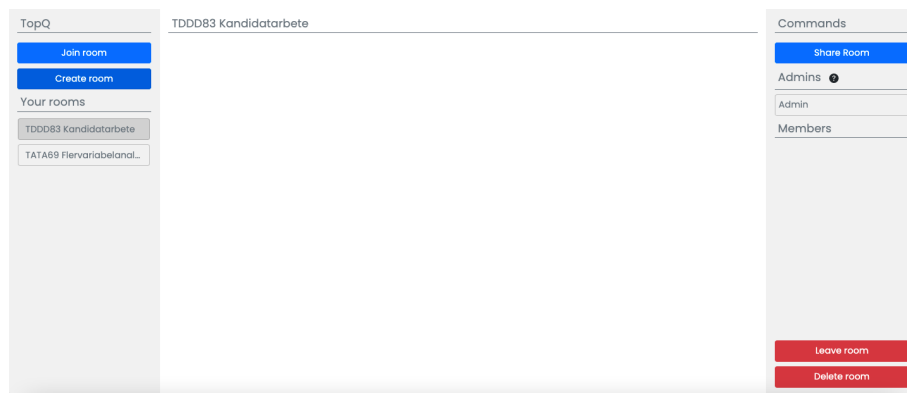 TopQ
Join room
Create room
Your rooms
TDDD83 Kandidatarbete
TATA69 Flervariabelanal...
TDDD83 Kandidatarbete
Commands
Share Room
Admins ?
Admin
Members
Leave room
Delete room